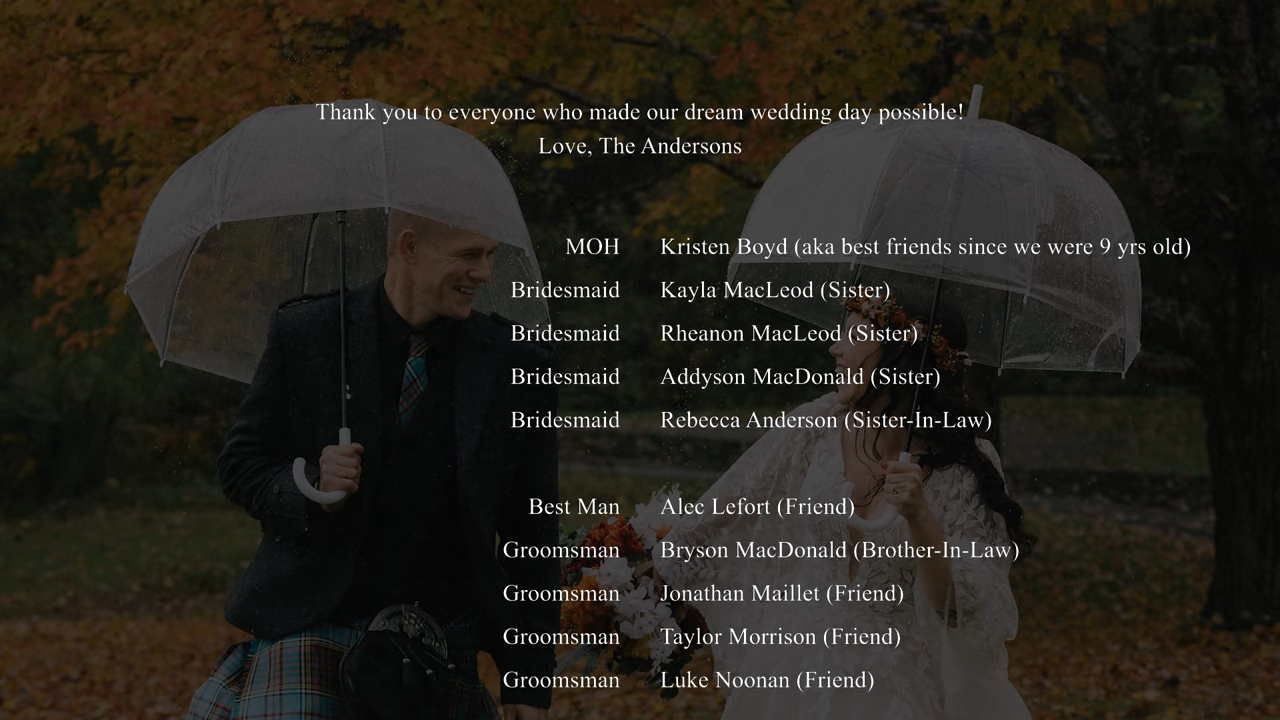 Thank you to everyone who made our dream wedding day possible!
Love, The Andersons
MOH Kristen Boyd (aka best friends since we were 9 yrs old)
Bridesmaid Kayla MacLeod (Sister)
Bridesmaid Rheanon MacLeod (Sister)
Bridesmaid Addyson MacDonald (Sister)
Bridesmaid Rebecca Anderson (Sister-In-Law)
Best Man Alec Lefort (Friend)
Groomsman Bryson MacDonald (Brother-In-Law)
Groomsman Jonathan Maillet (Friend)
Groomsman Taylor Morrison (Friend)
Groomsman Luke Noonan (Friend)